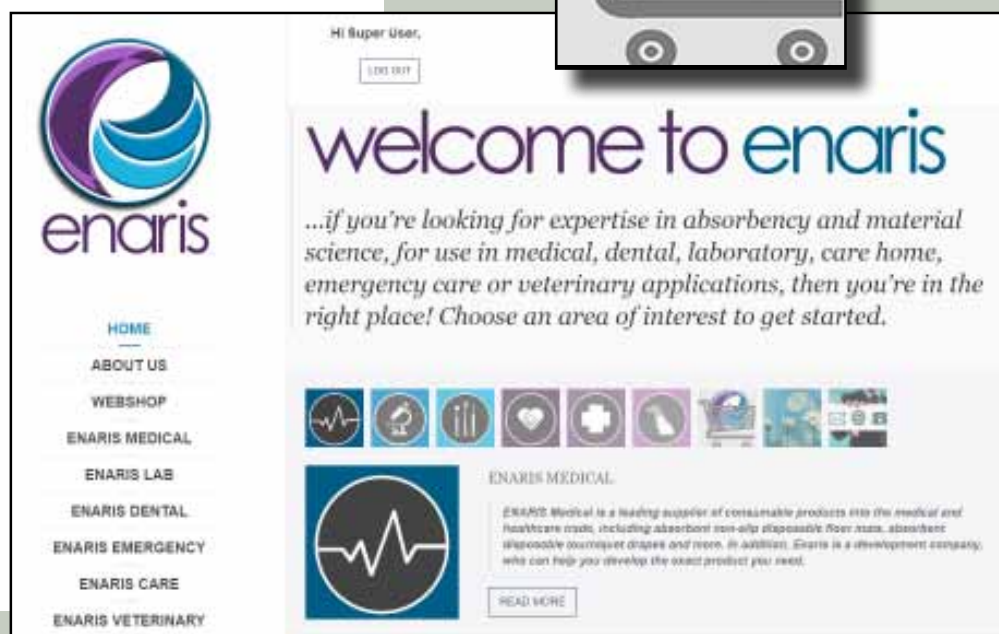 Hi Super User,
LOG OUT
enaris
HOME
ABOUT US
WEBSHOP
ENARIS MEDICAL
ENARIS LAB
ENARIS DENTAL
ENARIS EMERGENCY
ENARIS CARE
ENARIS VETERINARY
welcome to enaris
...if you're looking for expertise in absorbency and material
science, for use in medical, dental, laboratory, care home,
emergency care or veterinary applications, then you're in the
right place! Choose an area of interest to get started.
ENARIS MEDICAL
ENARIS Medical is a leading supplier of consumable products into the medical and
healthcare trade, including absorbent non-slip disposable floor mats, absorbent
disposable tourniquet drapes and more. In addition, Enaris is a development company,
who can help you develop the exact product you need.
READ MORE